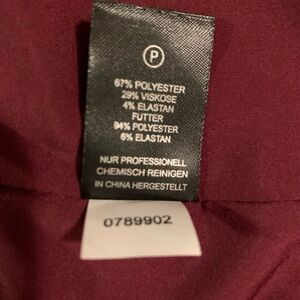 P
67% POLYESTER
29% VISKOSE
4% ELASTAN
FUTTER
94% POLYESTER
6% ELASTAN
NUR PROFESSIONELL
CHEMISCH REINIGEN
IN CHINA HERGESTELLT
0789902